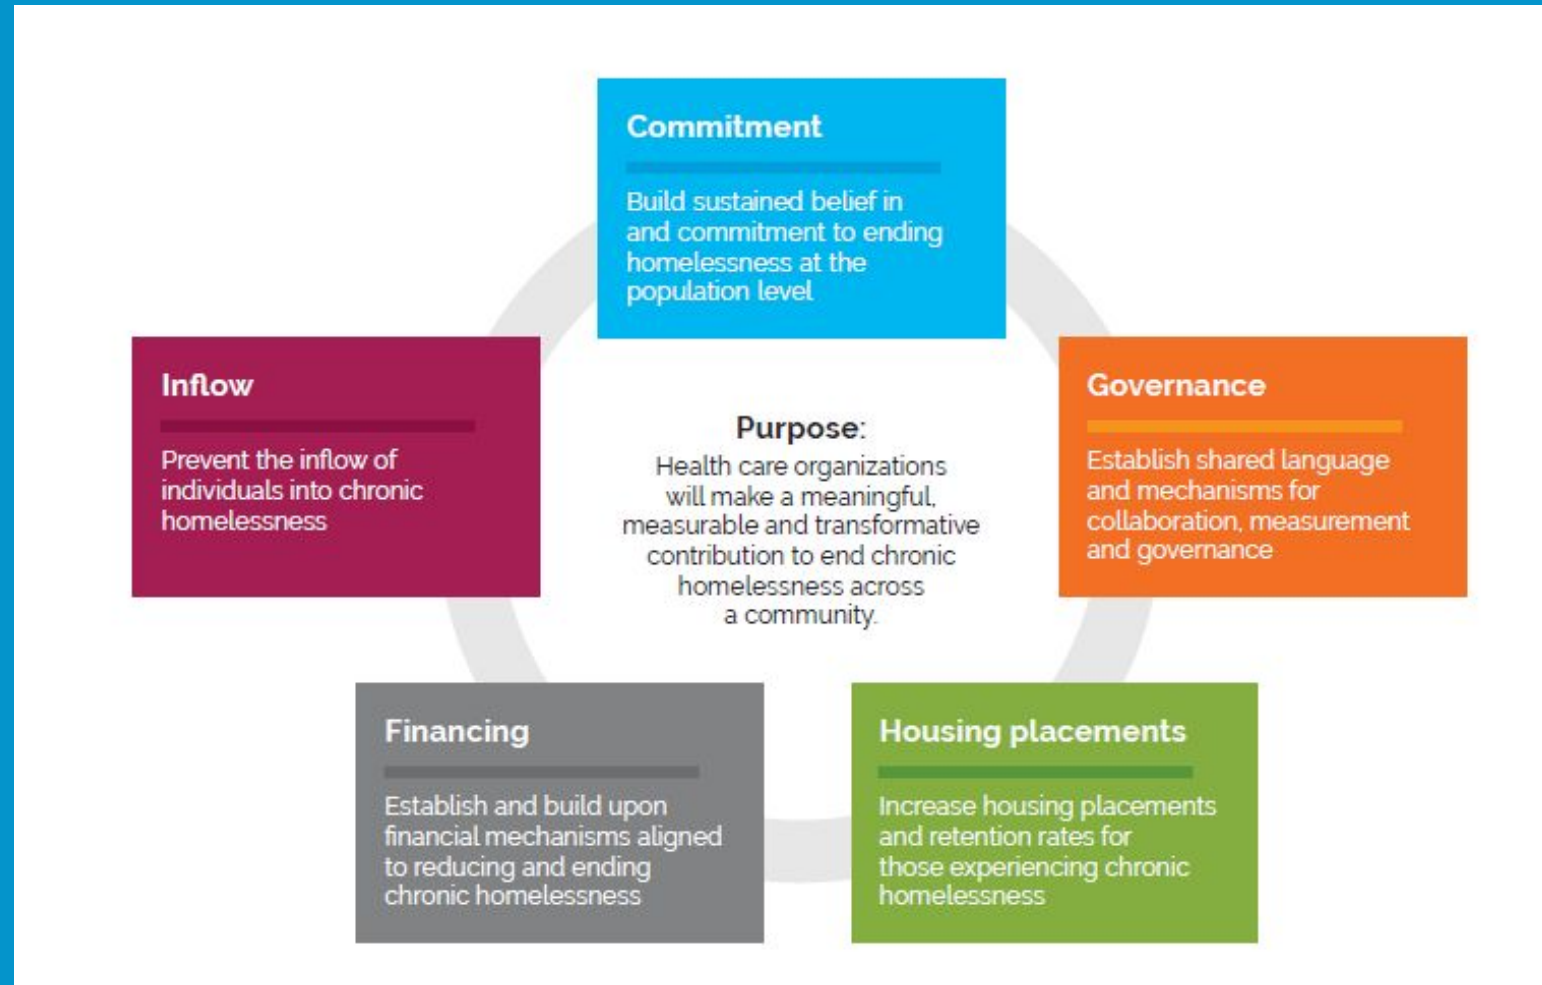 Commitment
Build sustained belief in
and commitment to ending
homelessness at the
population level
Inflow
Prevent the inflow of
individuals into chronic
homelessness
Purpose:
Health care organizations
will make a meaningful,
measurable and transformative
contribution to end chronic
homelessness across
a community.
Governance
Establish shared language
and mechanisms for
collaboration, measurement
and governance
Financing
Establish and build upon
financial mechanisms aligned
to reducing and ending
chronic homelessness
Housing placements
Increase housing placements
and retention rates for
those experiencing chronic
homelessness